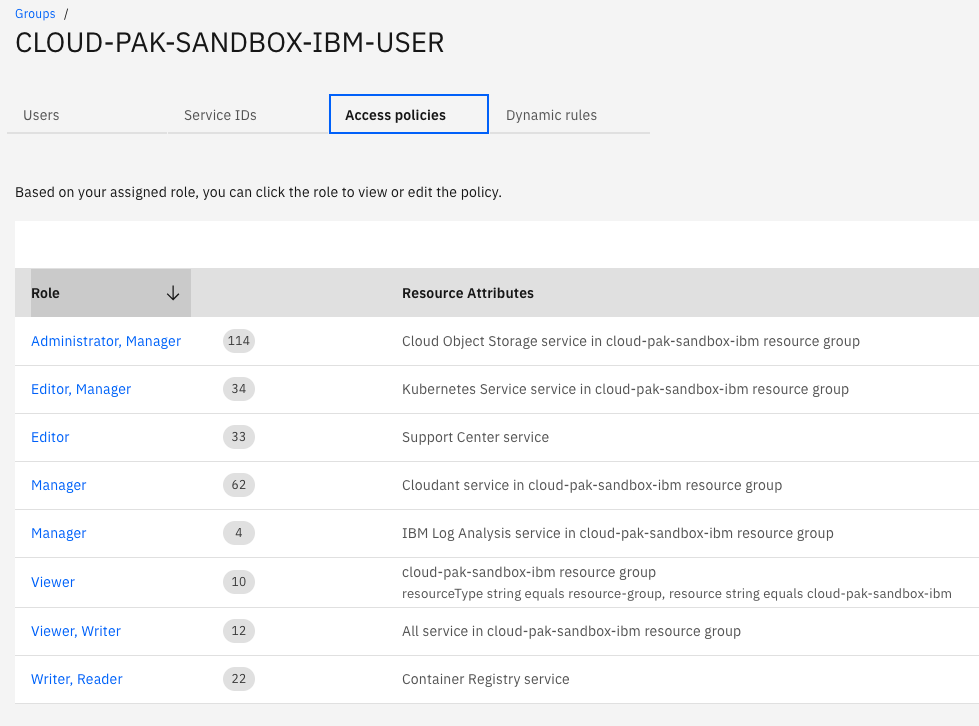 Groups /
CLOUD-PAK-SANDBOX-IBM-USER
Users Service IDs Access policies Dynamic rules
Based on your assigned role, you can click the role to view or edit the policy.
Role Resource Attributes
Administrator, Manager 114 Cloud Object Storage service in cloud-pak-sandbox-ibm resource group
Editor, Manager 34 Kubernetes Service service in cloud-pak-sandbox-ibm resource group
Editor 33 Support Center service
Manager 62 Cloudant service in cloud-pak-sandbox-ibm resource group
Manager 4 IBM Log Analysis service in cloud-pak-sandbox-ibm resource group
Viewer 10 cloud-pak-sandbox-ibm resource group
resourceType string equals resource-group, resource string equals cloud-pak-sandbox-ibm
Viewer, Writer 12 All service in cloud-pak-sandbox-ibm resource group
Writer, Reader 22 Container Registry service